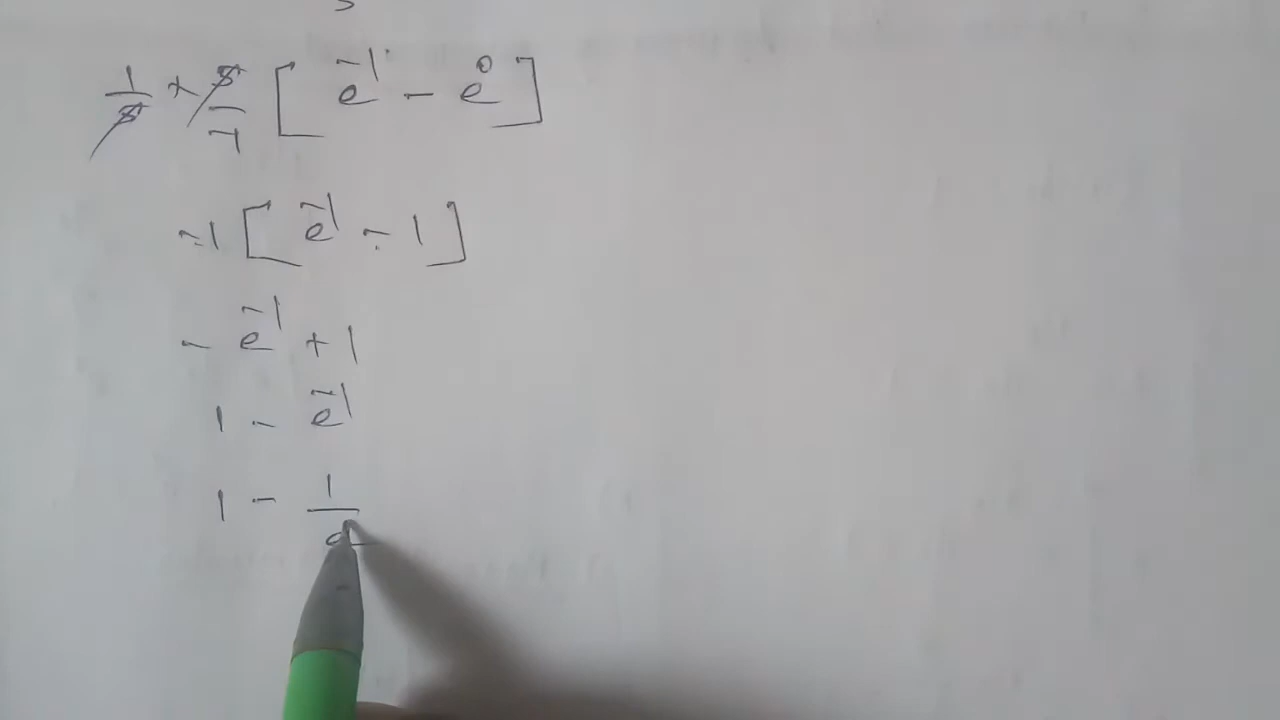 1/5 × 5/-1 [ e^-1 - e^0 ]
-1 [ e^-1 - 1 ]
- e^-1 + 1
1 - e^-1
1 - 1/e